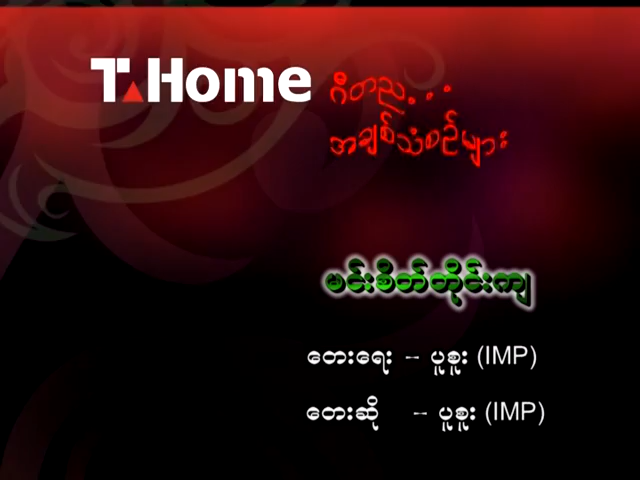 T.Home
ဂီတည...
အချစ်သံစဉ်များ
မင်းစိတ်တိုင်းကျ
တေးရေး -- ပူစူး (IMP)
တေးဆို -- ပူစူး (IMP)